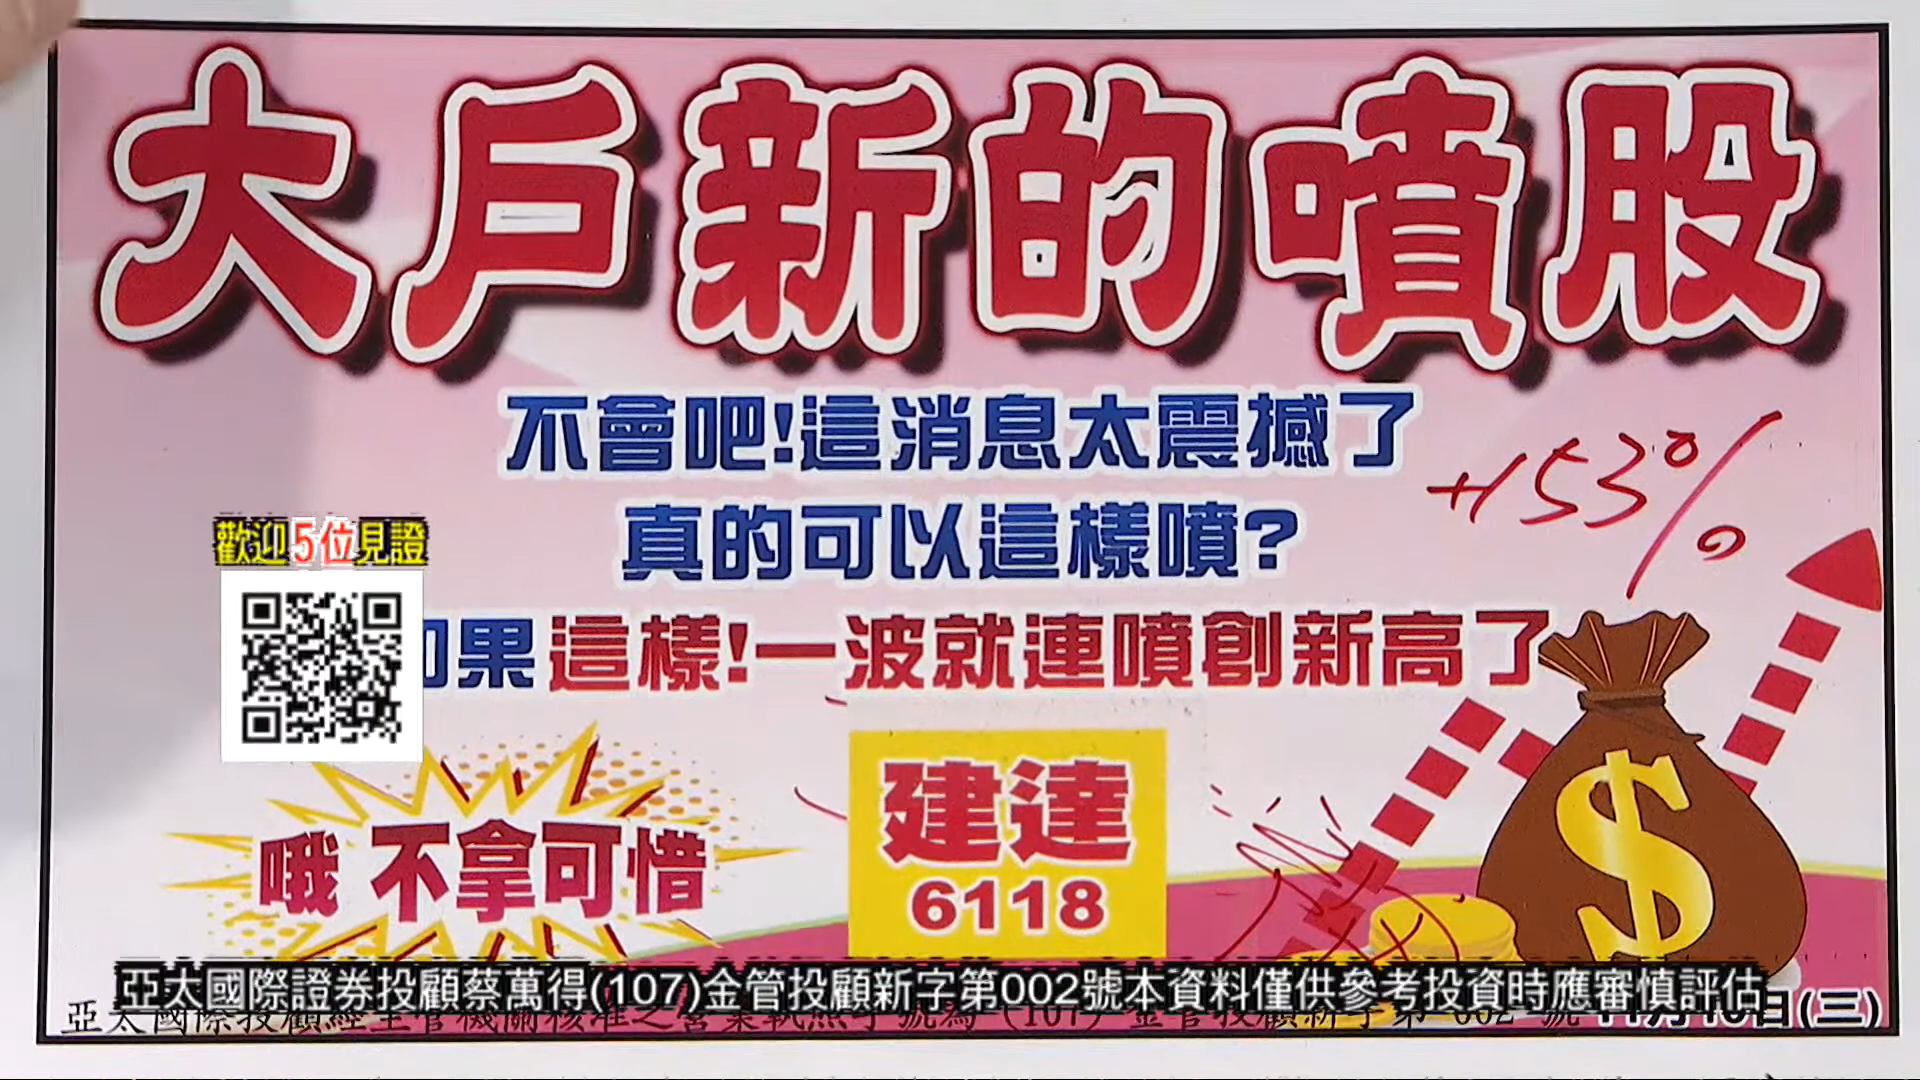 大戶新的噴股
不會吧!這消息太震撼了
+153%
真的可以這樣噴?
歡迎5位見證
果這樣!一波就連噴創新高了
建達
6118
哦 不拿可惜
$
亞太國際證券投顧蔡萬得(107)金管投顧新字第002號本資料僅供參考投資時應審慎評估